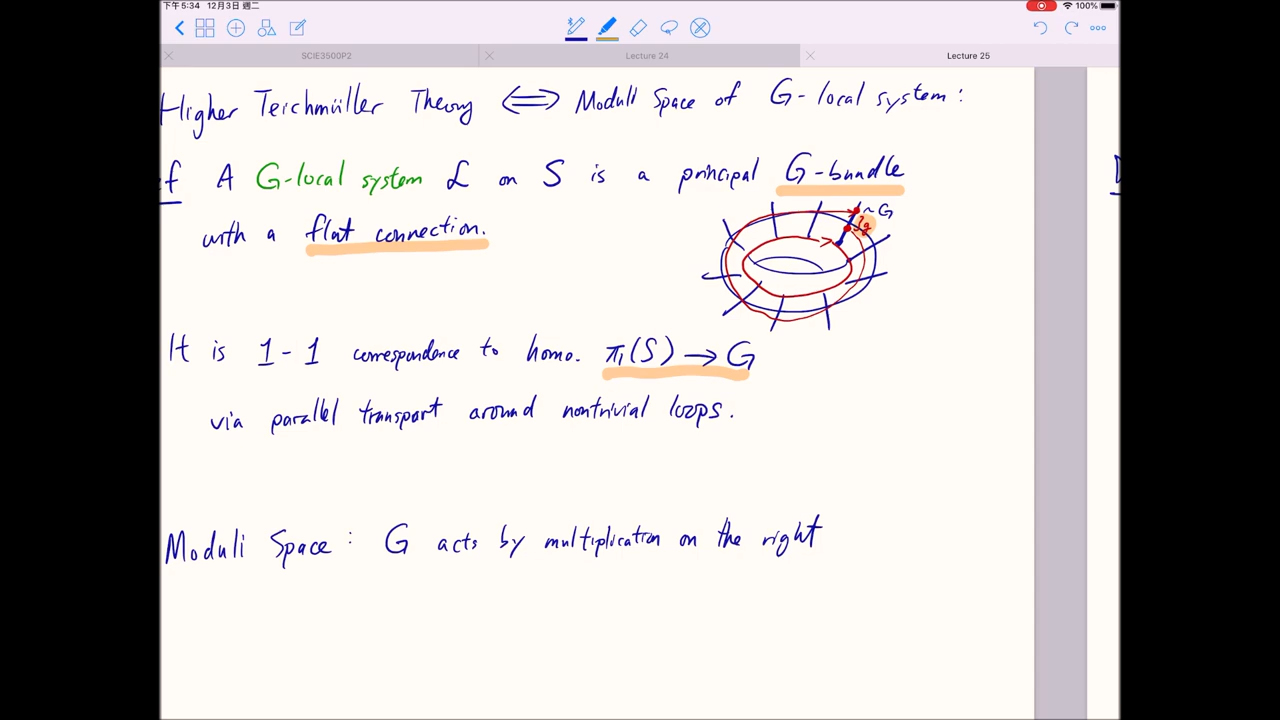 下午5:34 12月3日 週二
100%
SCIE3500P2
Lecture 24
Lecture 25
Higher Teichmüller Theory ⟺ Moduli Space of G-local system:
ef A G-local system L on S is a principal G-bundle
~G
g
with a flat connection.
It is 1-1 correspondence to homo. π₁(S) → G
via parallel transport around nontrivial loops.
Moduli Space: G acts by multiplication on the right